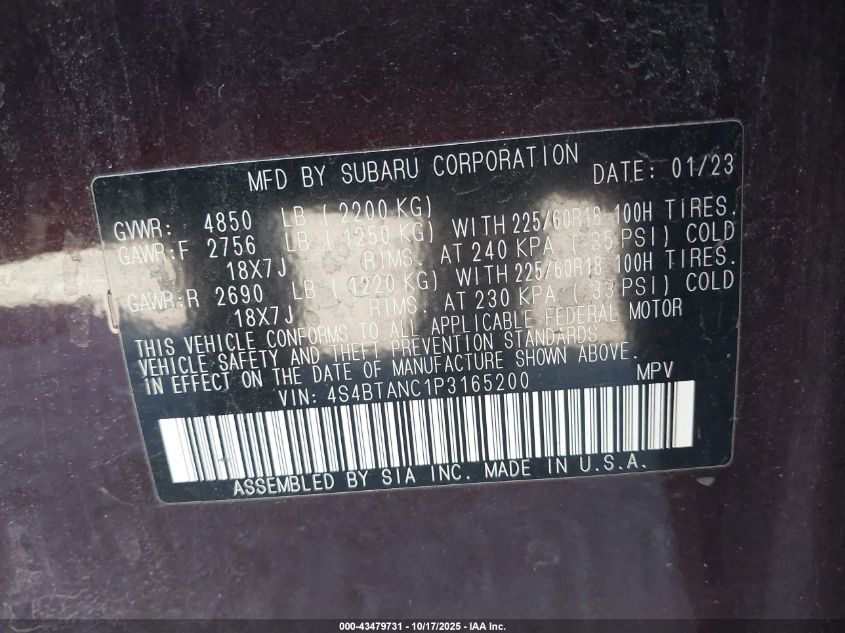 MFD BY SUBARU CORPORATION DATE: 01/23
GVWR: 4850 LB ( 2200 KG)
GAWR:F 2756 LB ( 1250 KG) WITH 225/60R18 100H TIRES.
18X7J RIMS. AT 240 KPA ( 35 PSI) COLD
GAWR:R 2690 LB ( 1220 KG) WITH 225/60R18 100H TIRES.
18X7J RIMS. AT 230 KPA ( 33 PSI) COLD
THIS VEHICLE CONFORMS TO ALL APPLICABLE FEDERAL MOTOR
VEHICLE SAFETY AND THEFT PREVENTION STANDARDS
IN EFFECT ON THE DATE OF MANUFACTURE SHOWN ABOVE.
VIN: 4S4BTANC1P3165200 MPV
ASSEMBLED BY SIA INC. MADE IN U.S.A.
000-43479731 - 10/17/2025 - IAA Inc.